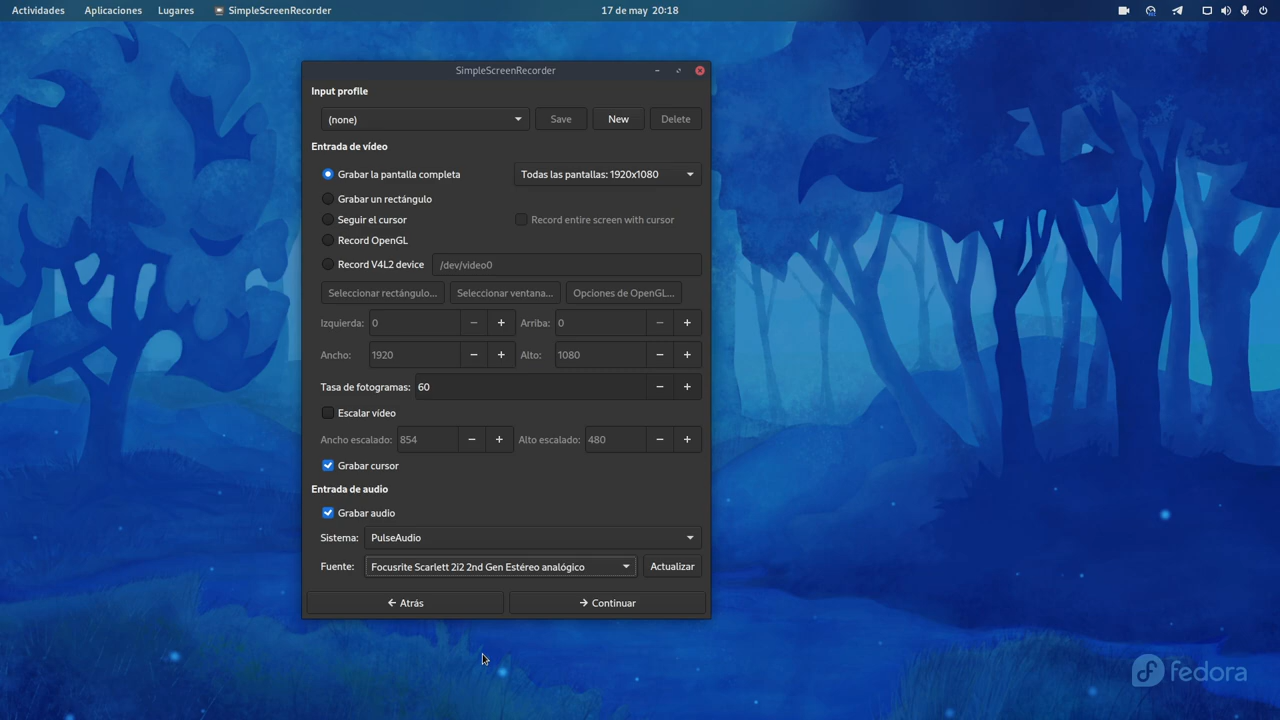 Actividades Aplicaciones Lugares SimpleScreenRecorder 17 de may 20:18
SimpleScreenRecorder
Input profile
(none) Save New Delete
Entrada de vídeo
Grabar la pantalla completa Todas las pantallas: 1920x1080
Grabar un rectángulo
Seguir el cursor Record entire screen with cursor
Record OpenGL
Record V4L2 device /dev/video0
Seleccionar rectángulo... Seleccionar ventana... Opciones de OpenGL...
Izquierda: 0 Arriba: 0
Ancho: 1920 Alto: 1080
Tasa de fotogramas: 60
Escalar vídeo
Ancho escalado: 854 Alto escalado: 480
Grabar cursor
Entrada de audio
Grabar audio
Sistema: PulseAudio
Fuente: Focusrite Scarlett 2i2 2nd Gen Estéreo analógico Actualizar
Atrás Continuar
fedora